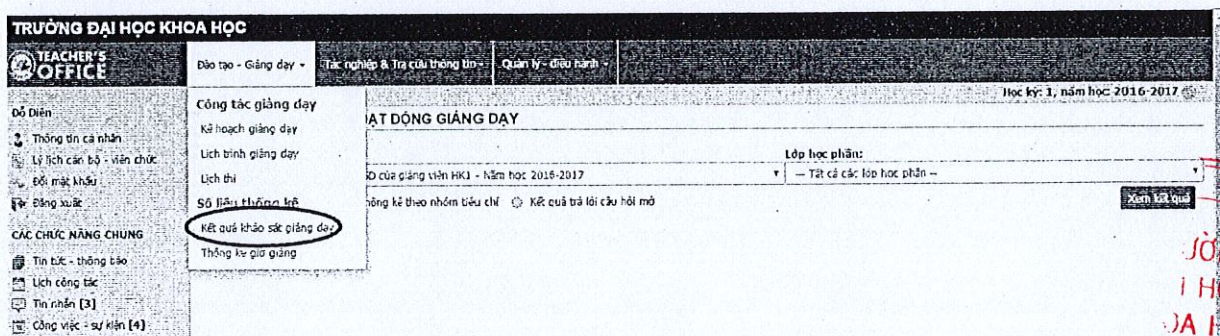 TRƯỜNG ĐẠI HỌC KHOA HỌC
TEACHER'S OFFICE
Đào tạo - Giảng dạy
Tác nghiệp & Tra cứu thông tin
Quản lý - điều hành
Học kỳ: 1, năm học: 2016-2017
Đỗ Diên
Thông tin cá nhân
Lý lịch cán bộ - viên chức
Đổi mật khẩu
Đăng xuất
CÁC CHỨC NĂNG CHUNG
Tin tức - thông báo
Lịch công tác
Tin nhắn [3]
Công việc - sự kiện [4]
Công tác giảng dạy
Kế hoạch giảng dạy
Lịch trình giảng dạy
Lịch thi
Số liệu thống kê
Kết quả khảo sát giảng dạy
Thống kê giờ giảng
ẠT ĐỘNG GIẢNG DẠY
Lớp học phần:
D của giảng viên HK1 - Năm học 2016-2017
-- Tất cả các lớp học phần --
hống kê theo nhóm tiêu chí
Kết quả trả lời câu hỏi mở
Xem kết quả